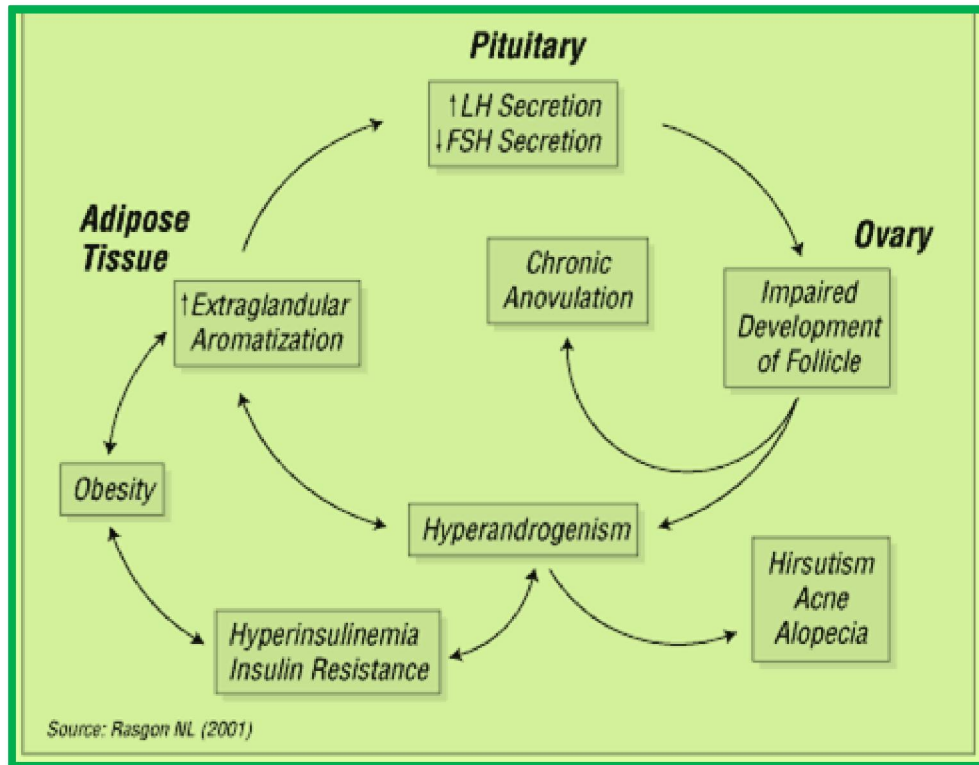 Pituitary
↑LH Secretion
↓FSH Secretion
Adipose
Tissue
Ovary
↑Extraglandular
Aromatization
Chronic
Anovulation
Impaired
Development
of Follicle
Obesity
Hyperandrogenism
Hirsutism
Acne
Alopecia
Hyperinsulinemia
Insulin Resistance
Source: Rasgon NL (2001)